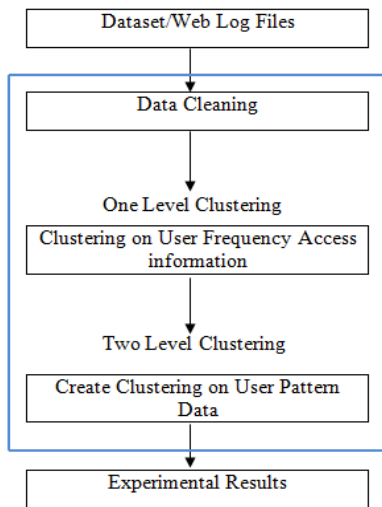 Dataset/Web Log Files
Data Cleaning
One Level Clustering
Clustering on User Frequency Access
information
Two Level Clustering
Create Clustering on User Pattern
Data
Experimental Results